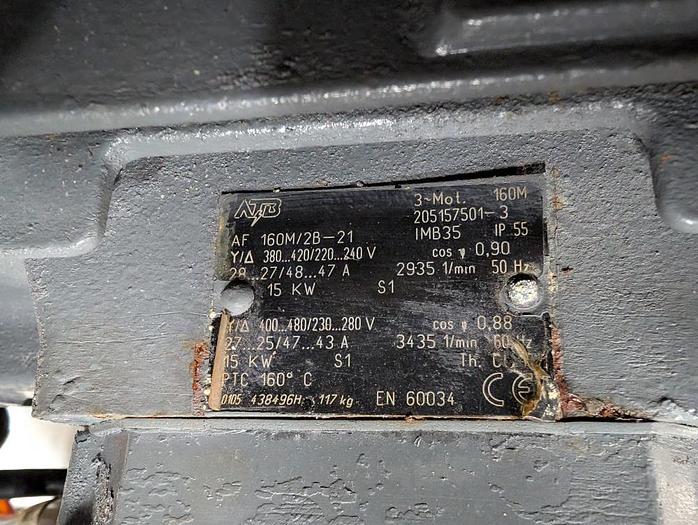 ATB
3~Mot. 160M
205157501-3
AF 160M/2B-21
IMB35 IP 55
Y/Δ 380...420/220...240 V
cos φ 0,90
28...27/48...47 A
2935 1/min 50 Hz
15 KW S1
Y/Δ 400...480/230...280 V
cos φ 0,88
27...25/47...43 A
3435 1/min 60 Hz
15 KW S1
Th. Cl
PTC 160° C
CE
0105 438496H 117 kg EN 60034